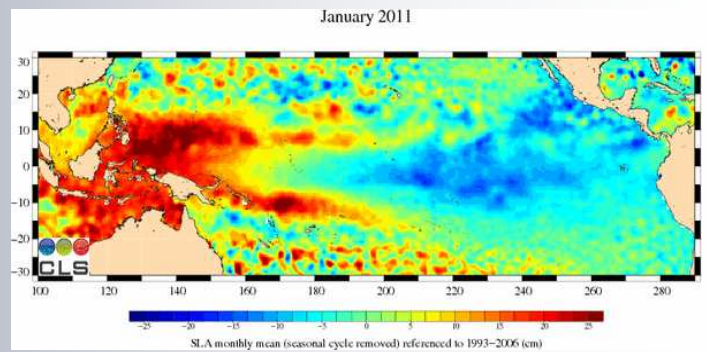 January 2011
30
20
10
0
−10
−20
−30
CLS
100 120 140 160 180 200 220 240 260 280
−25 −20 −15 −10 −5 0 5 10 15 20 25
SLA monthly mean (seasonal cycle removed) referenced to 1993−2006 (cm)